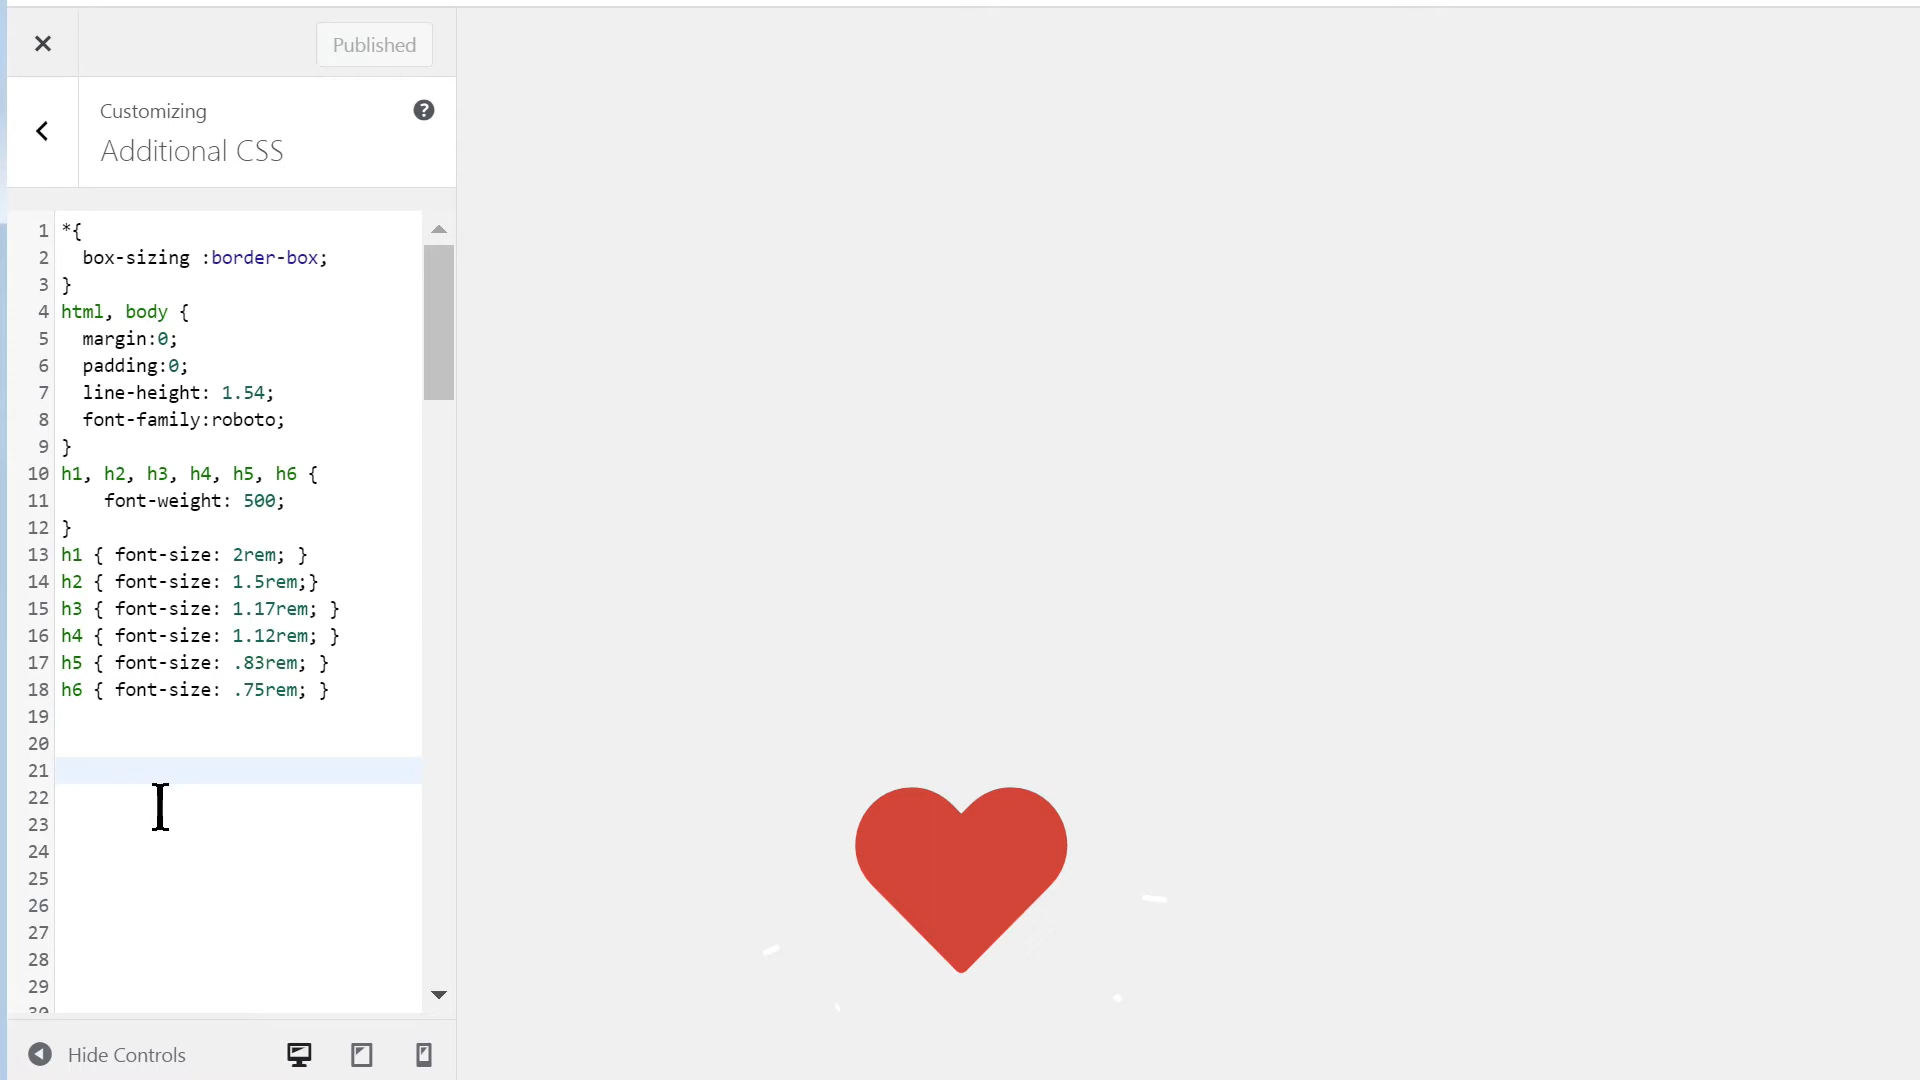 Published
Customizing
Additional CSS
1 *{
2   box-sizing :border-box;
3 }
4 html, body {
5   margin:0;
6   padding:0;
7   line-height: 1.54;
8   font-family:roboto;
9 }
10 h1, h2, h3, h4, h5, h6 {
11     font-weight: 500;
12 }
13 h1 { font-size: 2rem; }
14 h2 { font-size: 1.5rem;}
15 h3 { font-size: 1.17rem; }
16 h4 { font-size: 1.12rem; }
17 h5 { font-size: .83rem; }
18 h6 { font-size: .75rem; }
19
20
21
22
23
24
25
26
27
28
29
30
Hide Controls